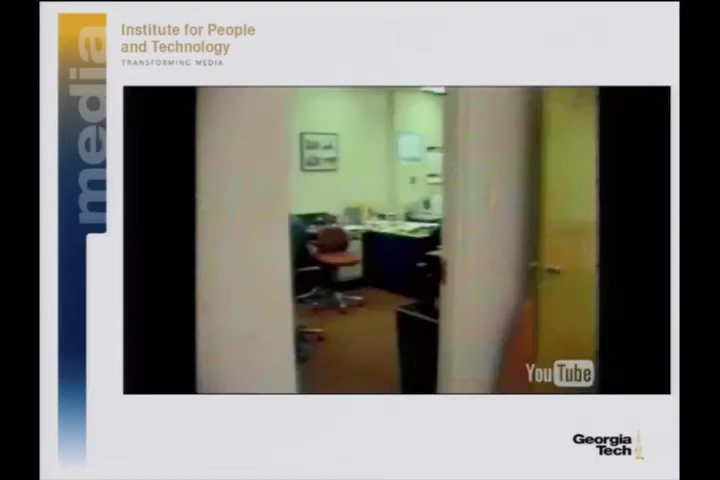 Institute for People
and Technology
TRANSFORMING MEDIA
media
YouTube
Georgia
Tech